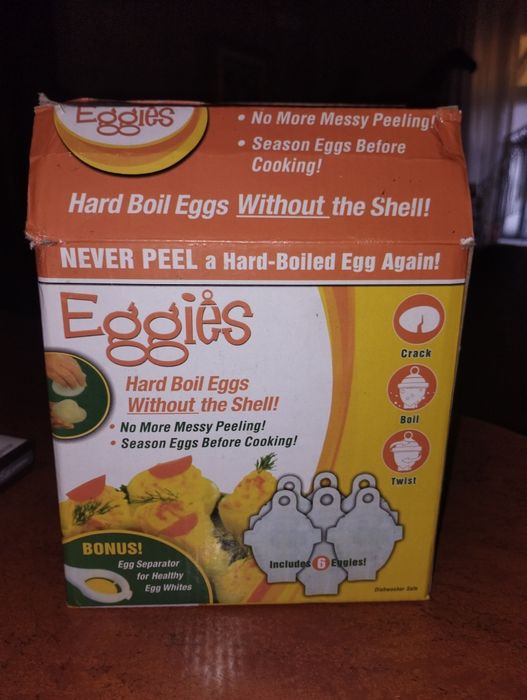 Eggies
• No More Messy Peeling!
• Season Eggs Before
Cooking!
Hard Boil Eggs Without the Shell!
NEVER PEEL a Hard-Boiled Egg Again!
Eggies
Hard Boil Eggs
Without the Shell!
• No More Messy Peeling!
• Season Eggs Before Cooking!
Crack
Boil
Twist
BONUS!
Egg Separator
for Healthy
Egg Whites
Includes 6 Eggies!
Dishwasher Safe